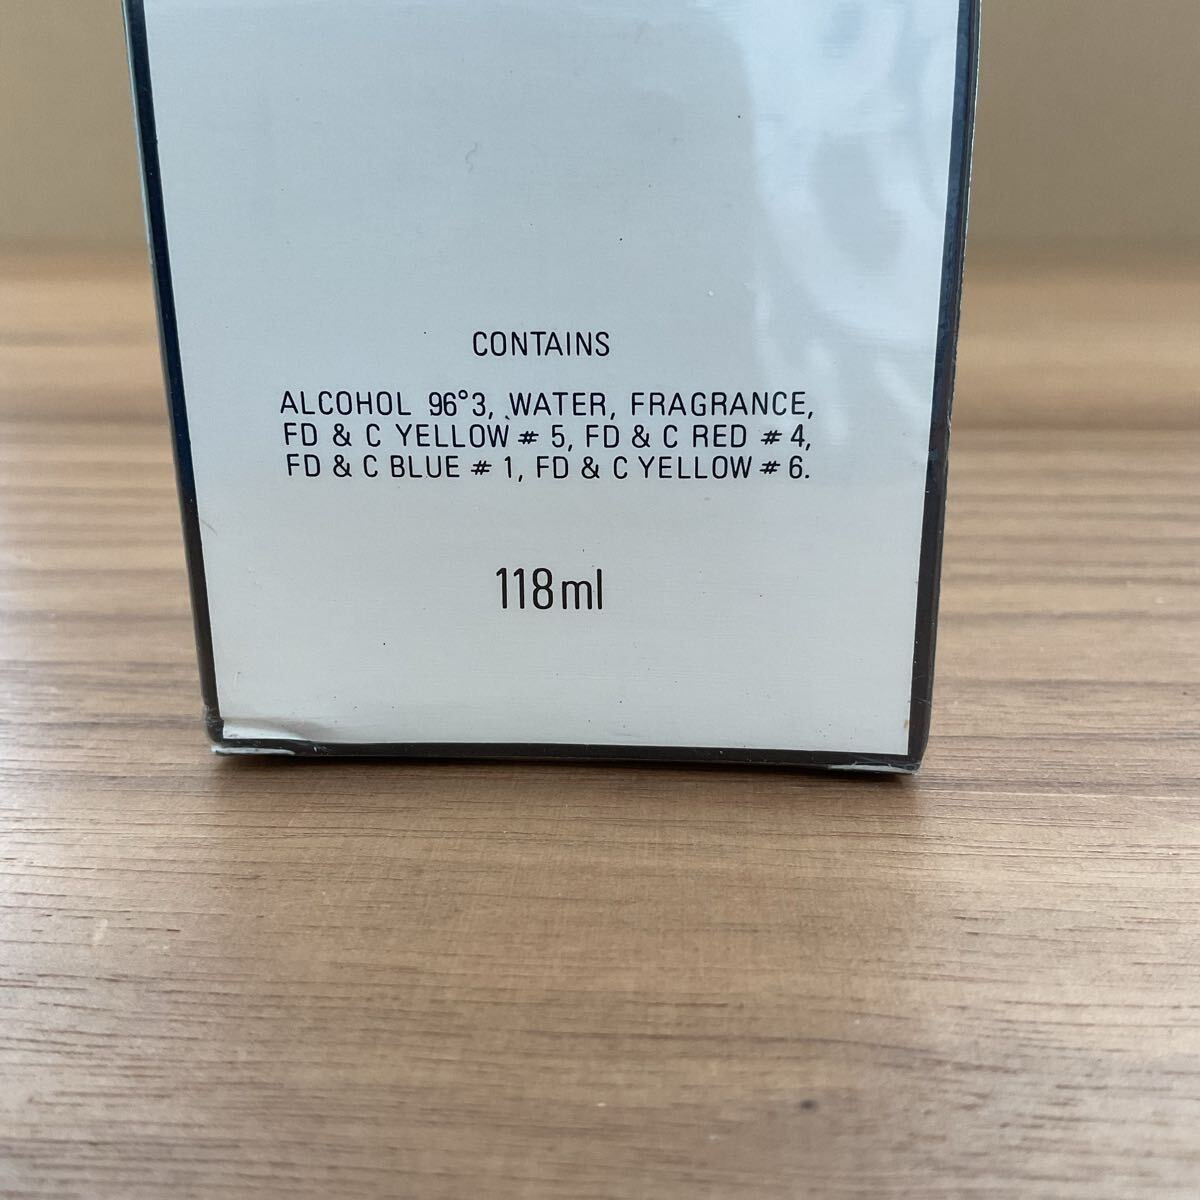 CONTAINS
ALCOHOL 96°3, WATER, FRAGRANCE,
FD & C YELLOW # 5, FD & C RED # 4,
FD & C BLUE # 1, FD & C YELLOW # 6.
118ml